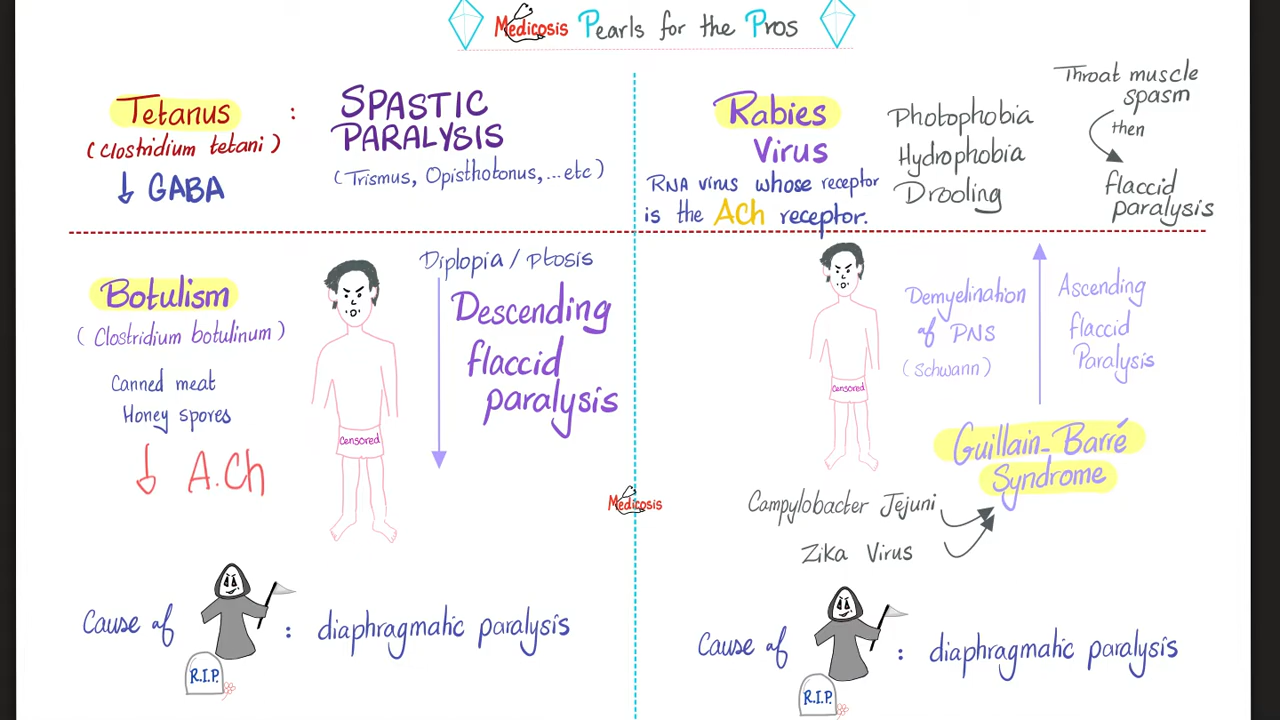 Medicosis Pearls for the Pros
Tetanus :
(Clostridium tetani)
↓ GABA
SPASTIC
PARALYSIS
(Trismus, Opisthotonus,...etc)
Rabies
Virus
RNA virus whose receptor
is the ACh receptor.
Photophobia
Hydrophobia
Drooling
Throat muscle
spasm
then
flaccid
paralysis
Botulism
(Clostridium botulinum)
Canned meat
Honey spores
↓ A.Ch
Censored
Diplopia / ptosis
Descending
flaccid
paralysis
Censored
Demyelination
of PNS
(Schwann)
Ascending
flaccid
Paralysis
Guillain-Barré
Syndrome
Medicosis
Campylobacter Jejuni
Zika Virus
Cause of : diaphragmatic paralysis
R.I.P.
Cause of : diaphragmatic paralysis
R.I.P.